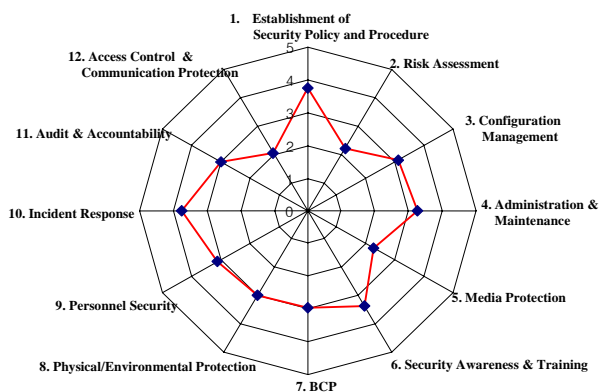 1. Establishment of
Security Policy and Procedure
2. Risk Assessment
3. Configuration
Management
4. Administration &
Maintenance
5. Media Protection
6. Security Awareness & Training
7. BCP
8. Physical/Environmental Protection
9. Personnel Security
10. Incident Response
11. Audit & Accountability
12. Access Control &
Communication Protection
5
4
3
2
1
0